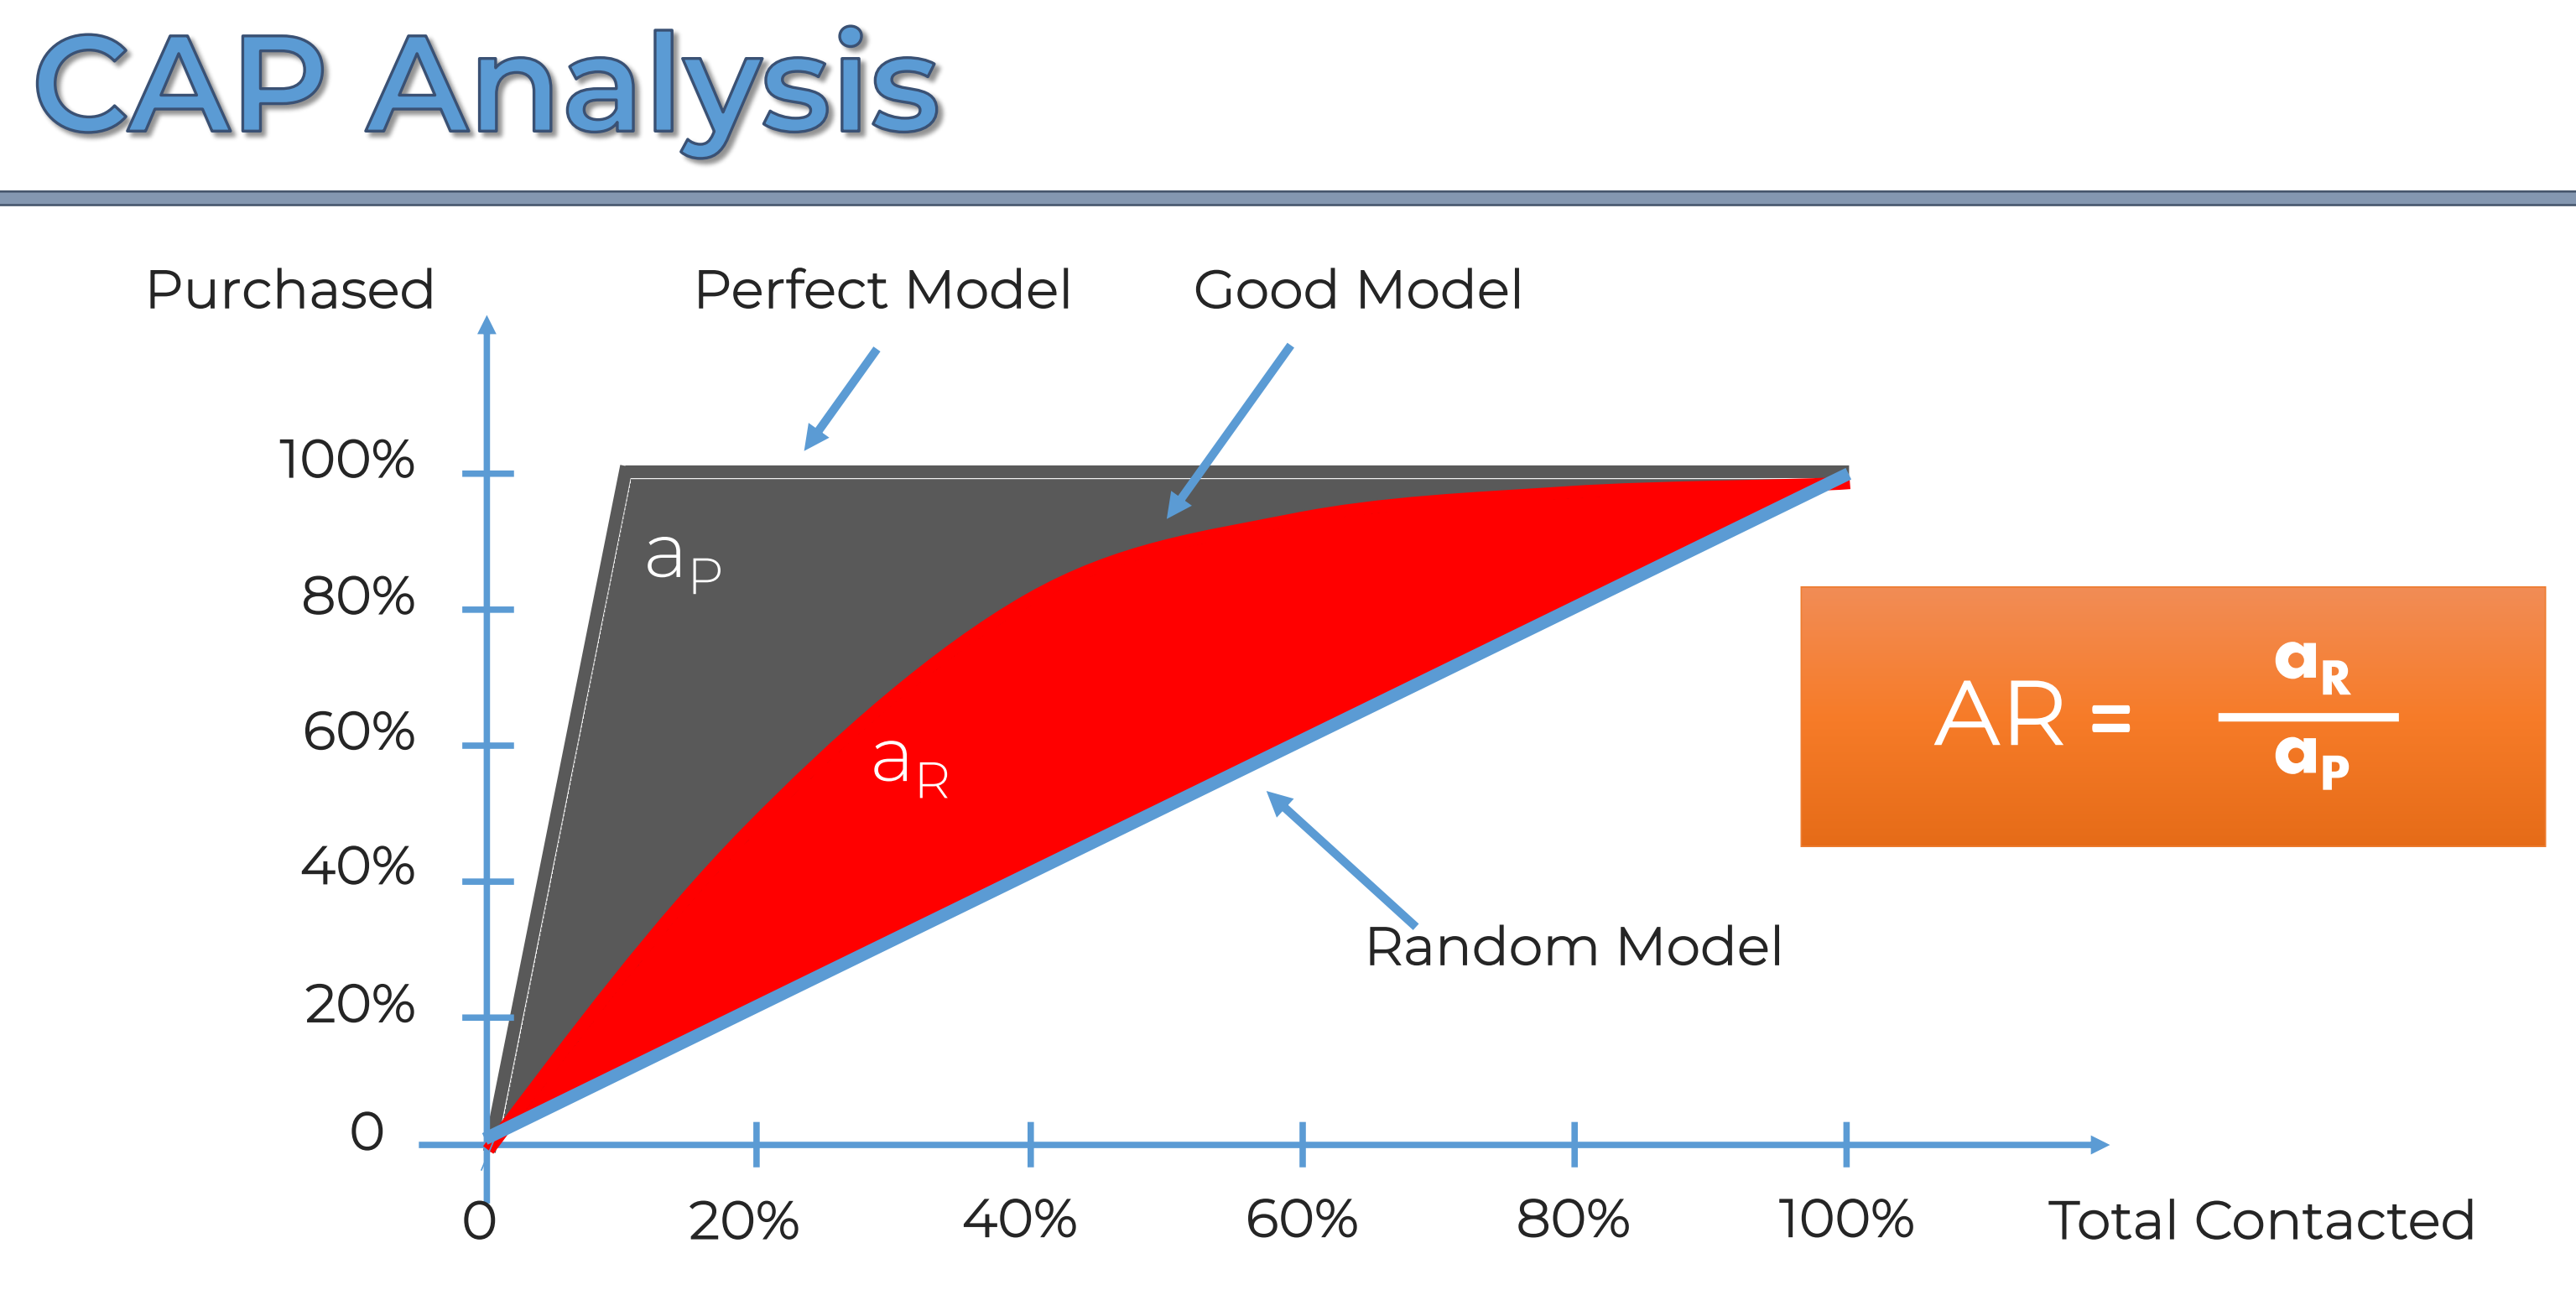 CAP Analysis
Purchased
Perfect Model
Good Model
100%
80%
60%
40%
20%
0
aP
aR
AR = aR
aP
Random Model
0
20%
40%
60%
80%
100%
Total Contacted